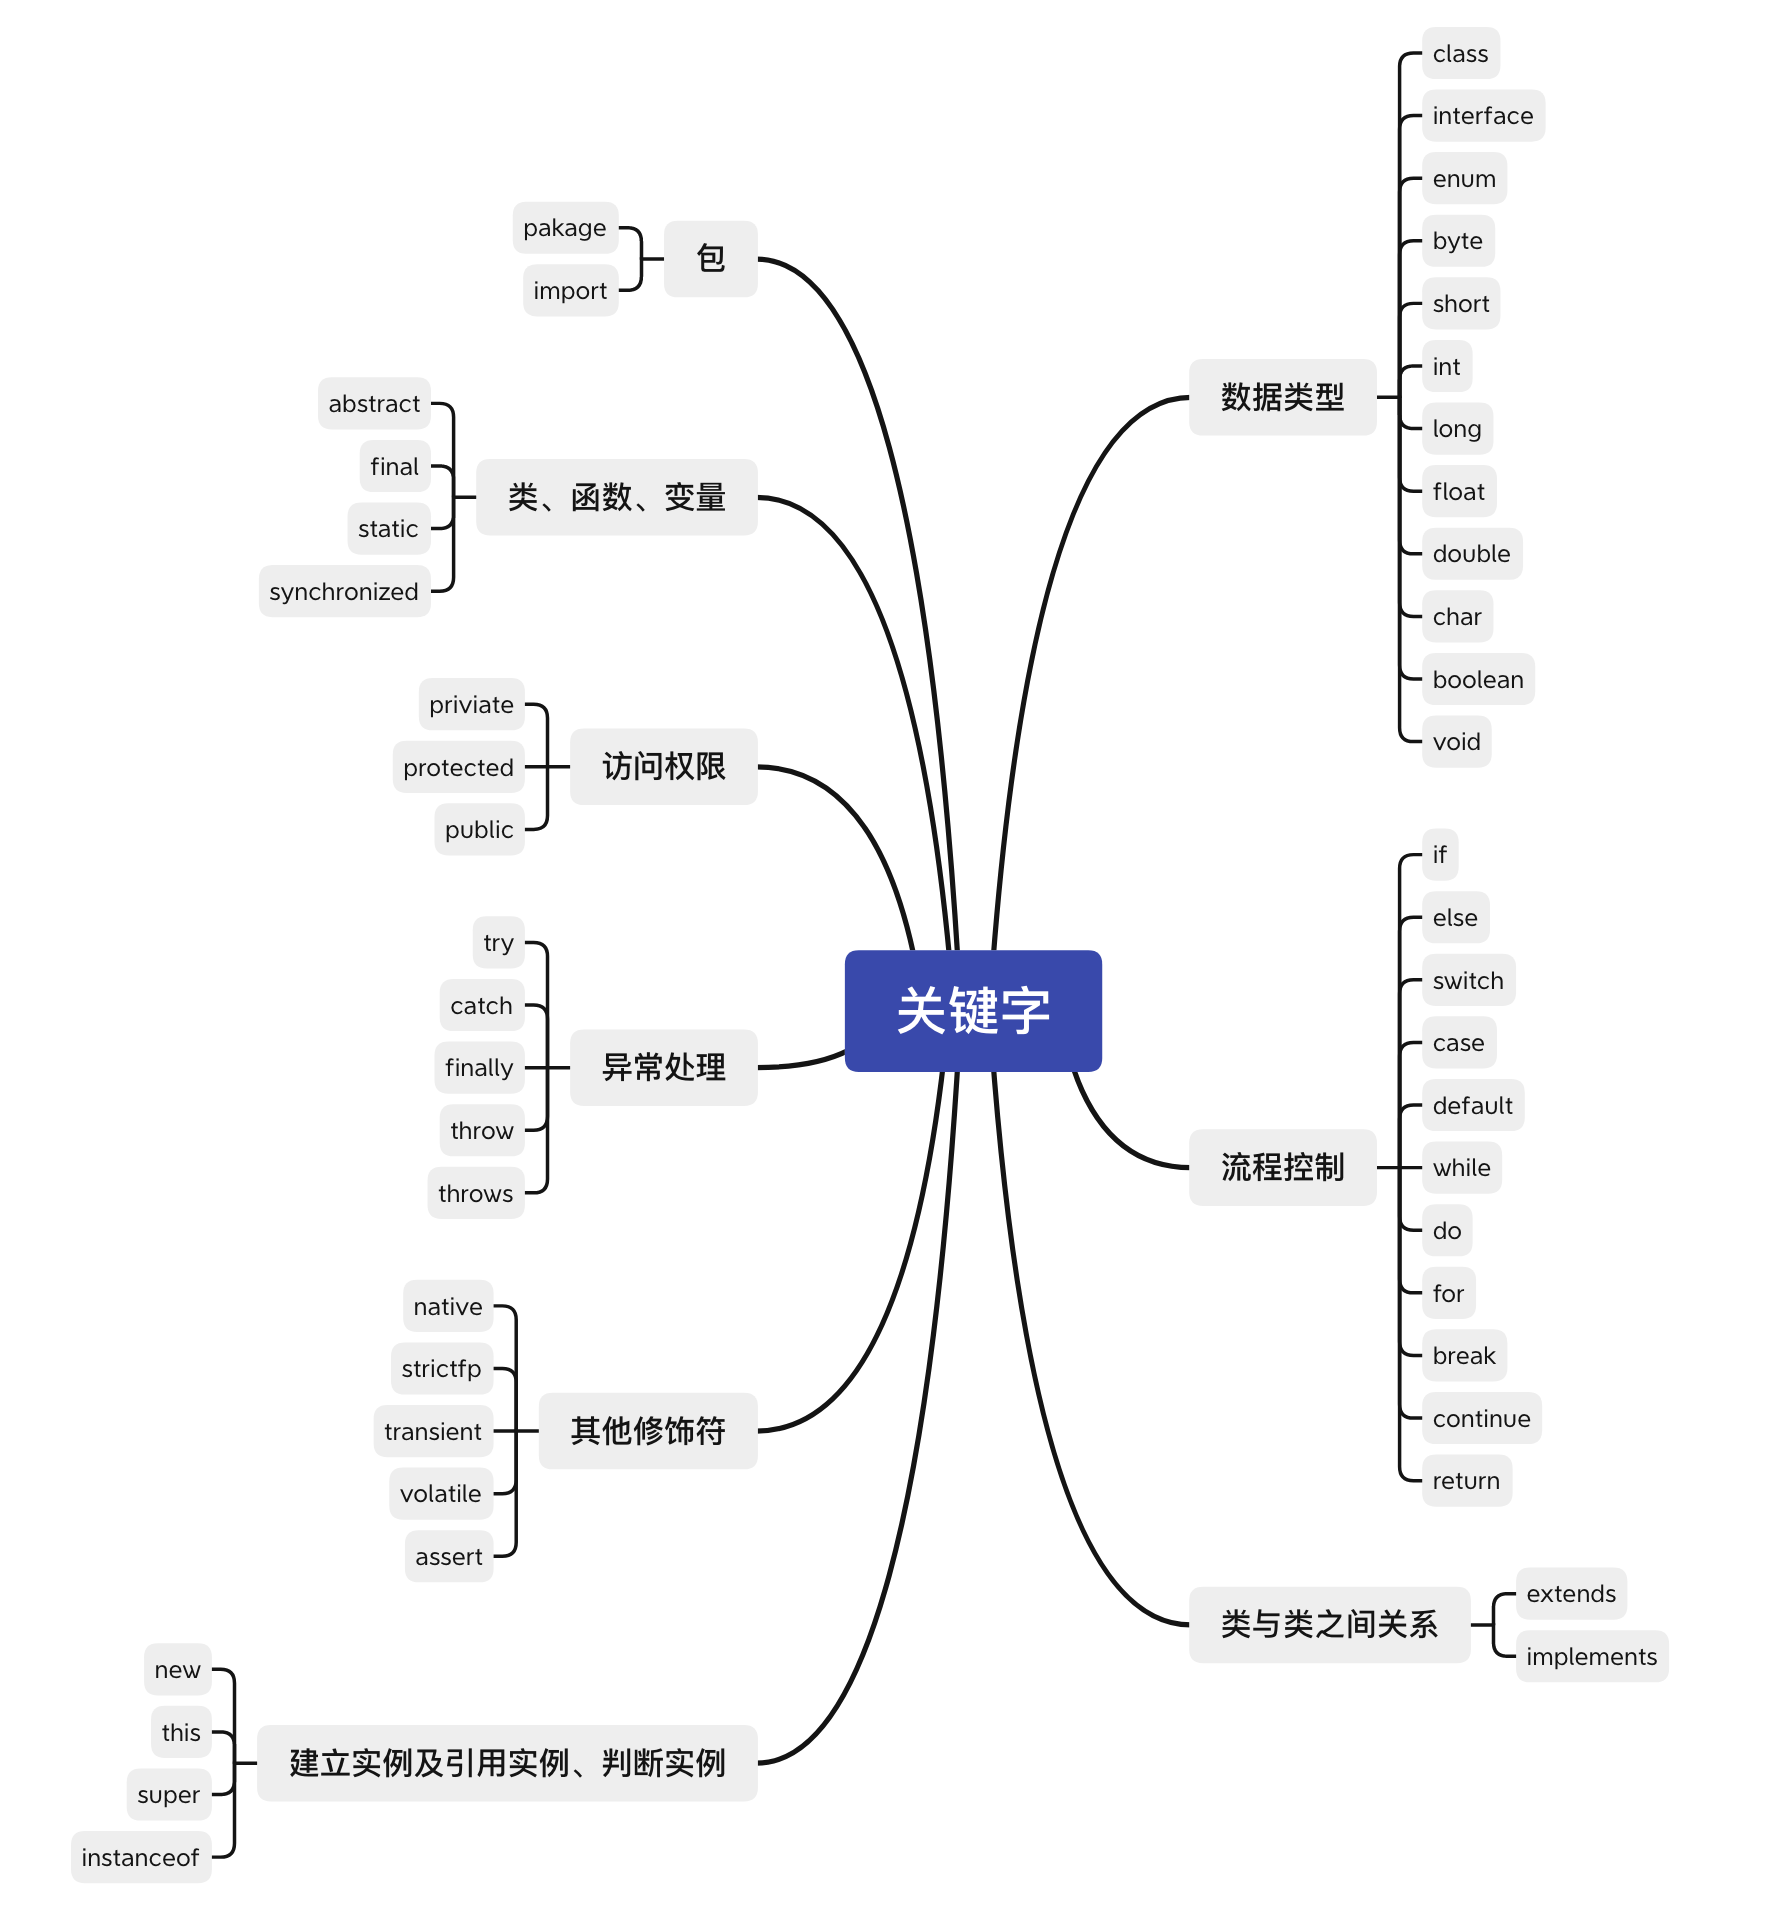 关键字
数据类型
class
interface
enum
byte
short
int
long
float
double
char
boolean
void
流程控制
if
else
switch
case
default
while
do
for
break
continue
return
类与类之间关系
extends
implements
包
pakage
import
类、函数、变量
abstract
final
static
synchronized
访问权限
priviate
protected
public
异常处理
try
catch
finally
throw
throws
其他修饰符
native
strictfp
transient
volatile
assert
建立实例及引用实例、判断实例
new
this
super
instanceof